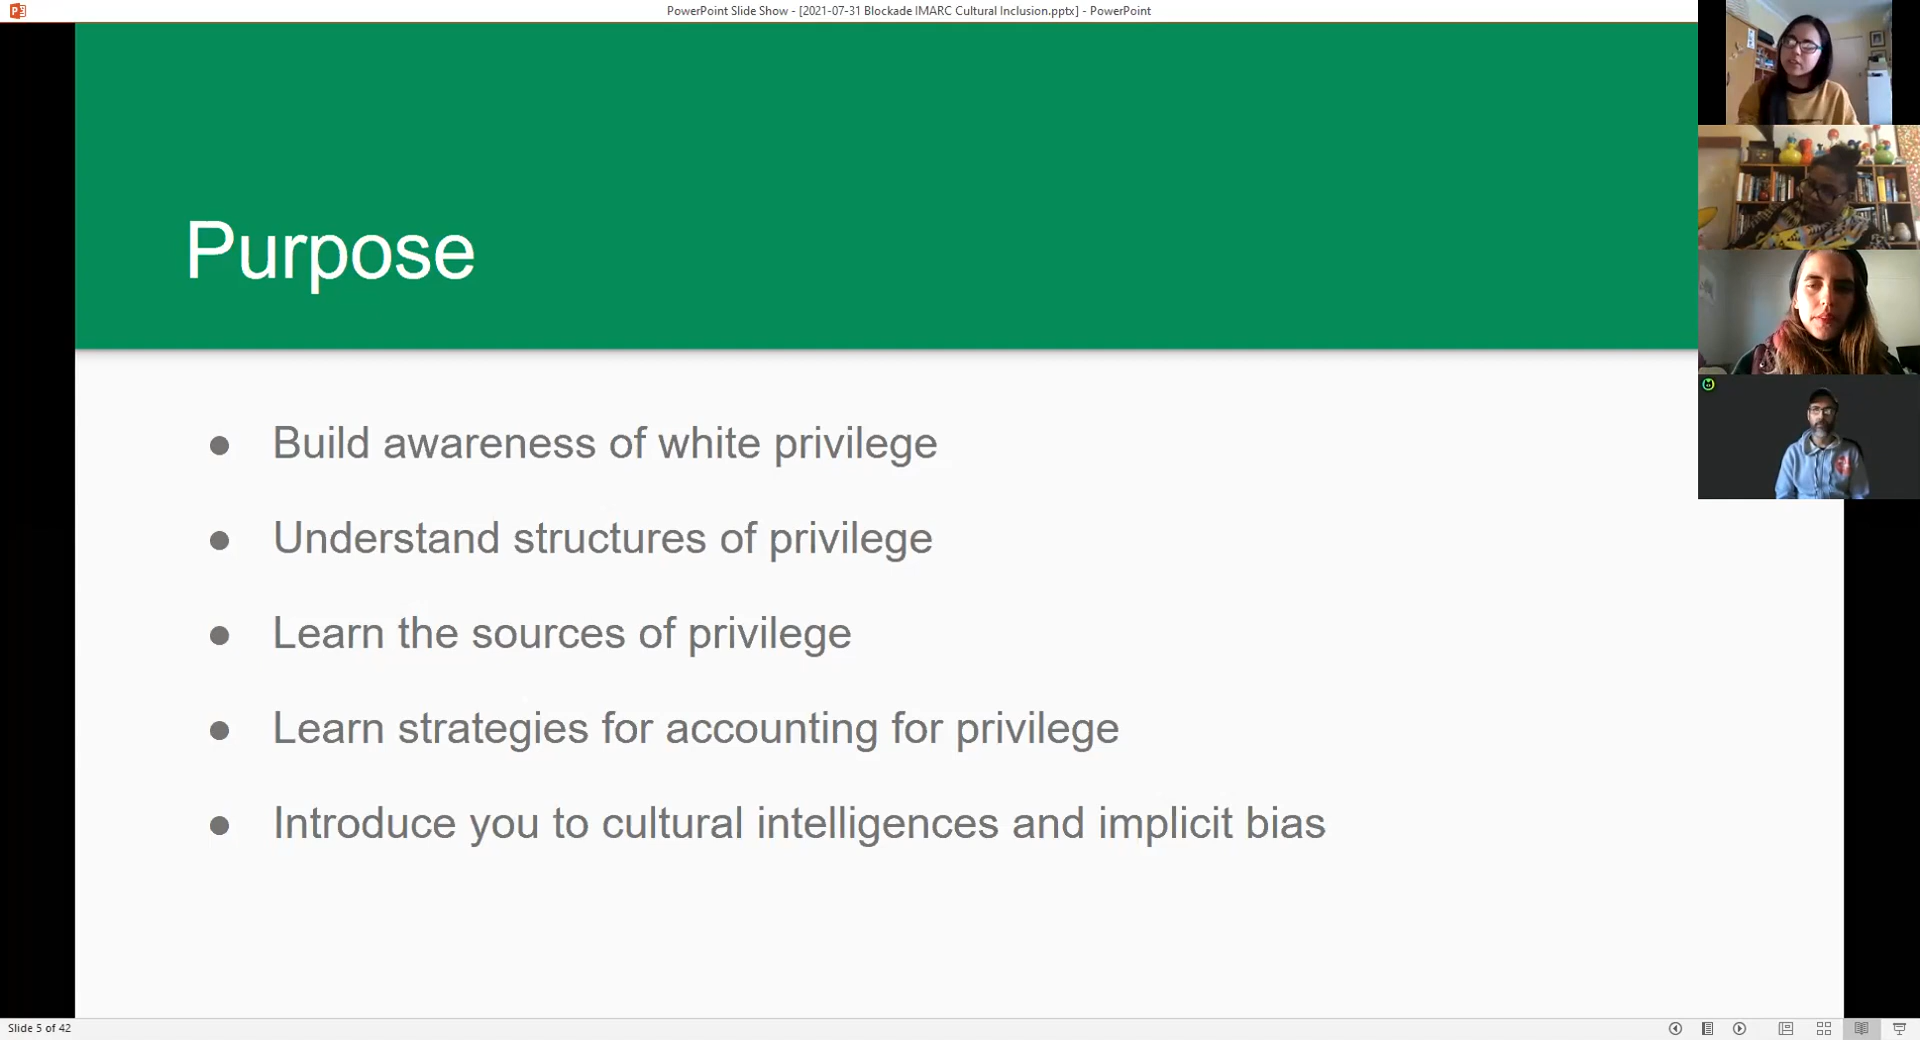 PowerPoint Slide Show - [2021-07-31 Blockade IMARC Cultural Inclusion.pptx] - PowerPoint
Purpose
● Build awareness of white privilege
● Understand structures of privilege
● Learn the sources of privilege
● Learn strategies for accounting for privilege
● Introduce you to cultural intelligences and implicit bias
Slide 5 of 42